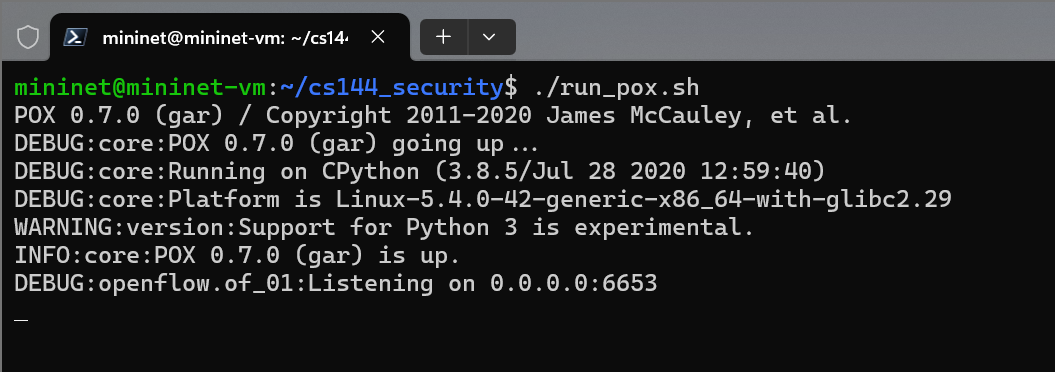 mininet@mininet-vm: ~/cs144
mininet@mininet-vm:~/cs144_security$ ./run_pox.sh
POX 0.7.0 (gar) / Copyright 2011-2020 James McCauley, et al.
DEBUG:core:POX 0.7.0 (gar) going up...
DEBUG:core:Running on CPython (3.8.5/Jul 28 2020 12:59:40)
DEBUG:core:Platform is Linux-5.4.0-42-generic-x86_64-with-glibc2.29
WARNING:version:Support for Python 3 is experimental.
INFO:core:POX 0.7.0 (gar) is up.
DEBUG:openflow.of_01:Listening on 0.0.0.0:6653